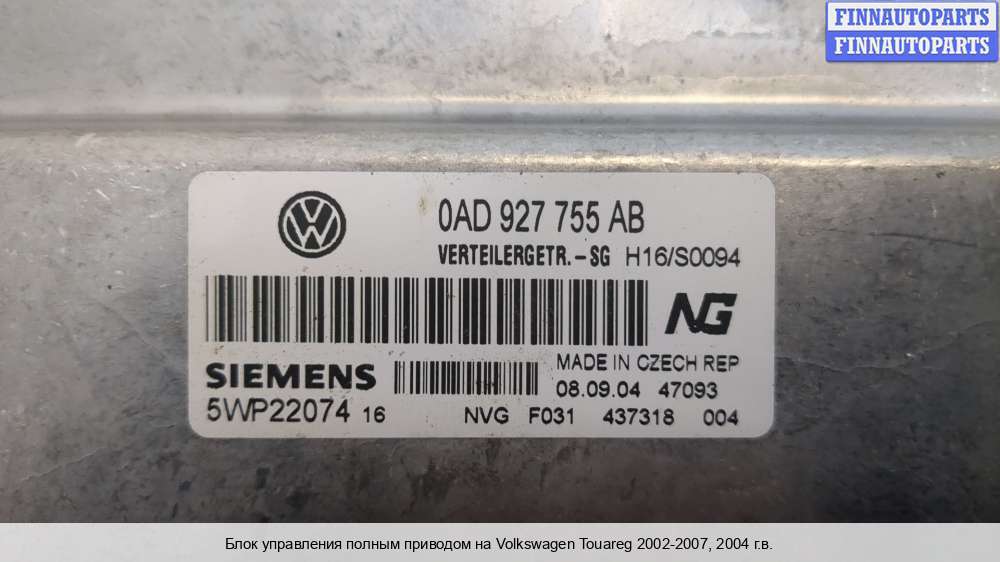 FINNAUTOPARTS
FINNAUTOPARTS
0AD 927 755 AB
VERTEILERGETR.-SG H16/S0094
NG
SIEMENS
MADE IN CZECH REP
08.09.04 47093
5WP22074 16 NVG F031 437318 004
Блок управления полным приводом на Volkswagen Touareg 2002-2007, 2004 г.в.